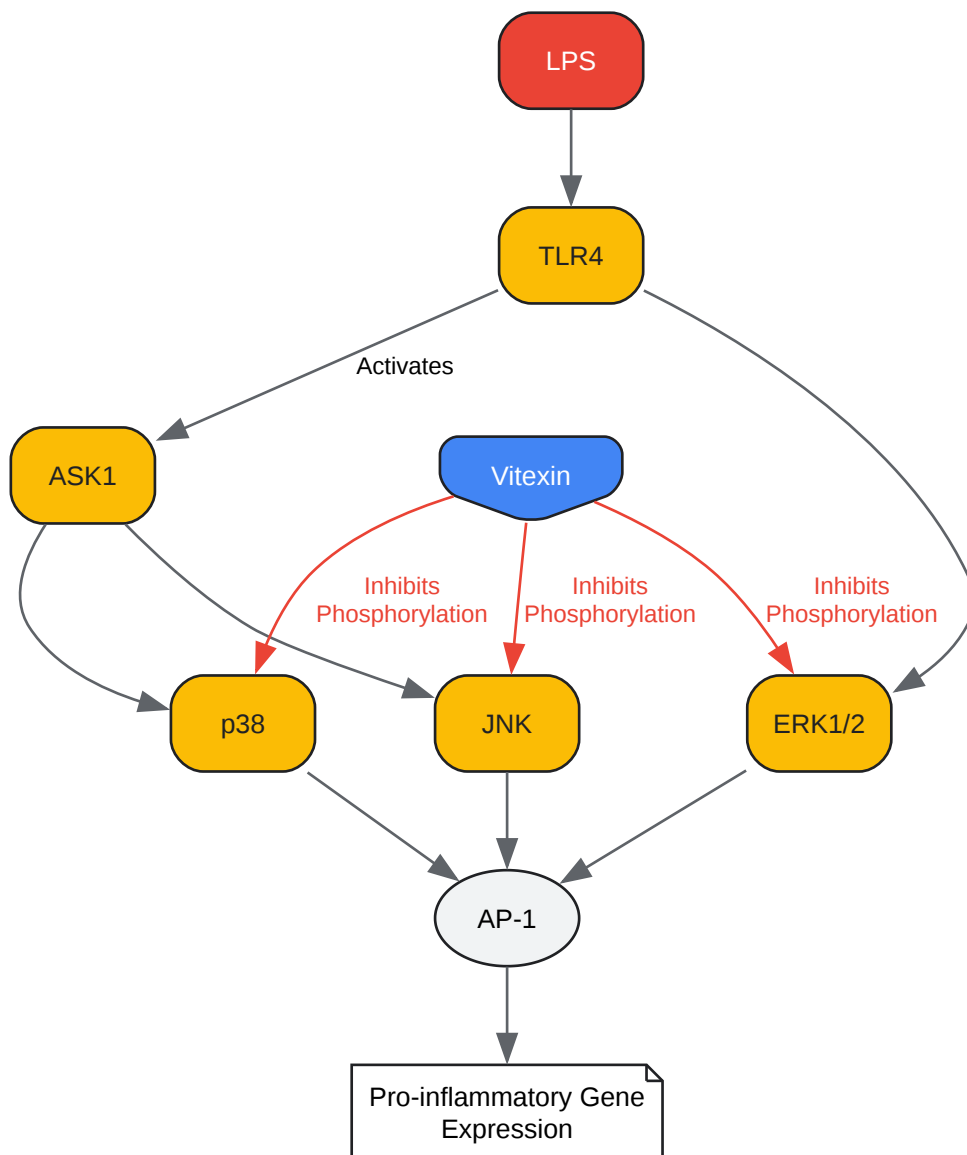 LPS
TLR4
Activates
ASK1
Vitexin
Inhibits
Phosphorylation
Inhibits
Phosphorylation
Inhibits
Phosphorylation
p38
JNK
ERK1/2
AP-1
Pro-inflammatory Gene
Expression